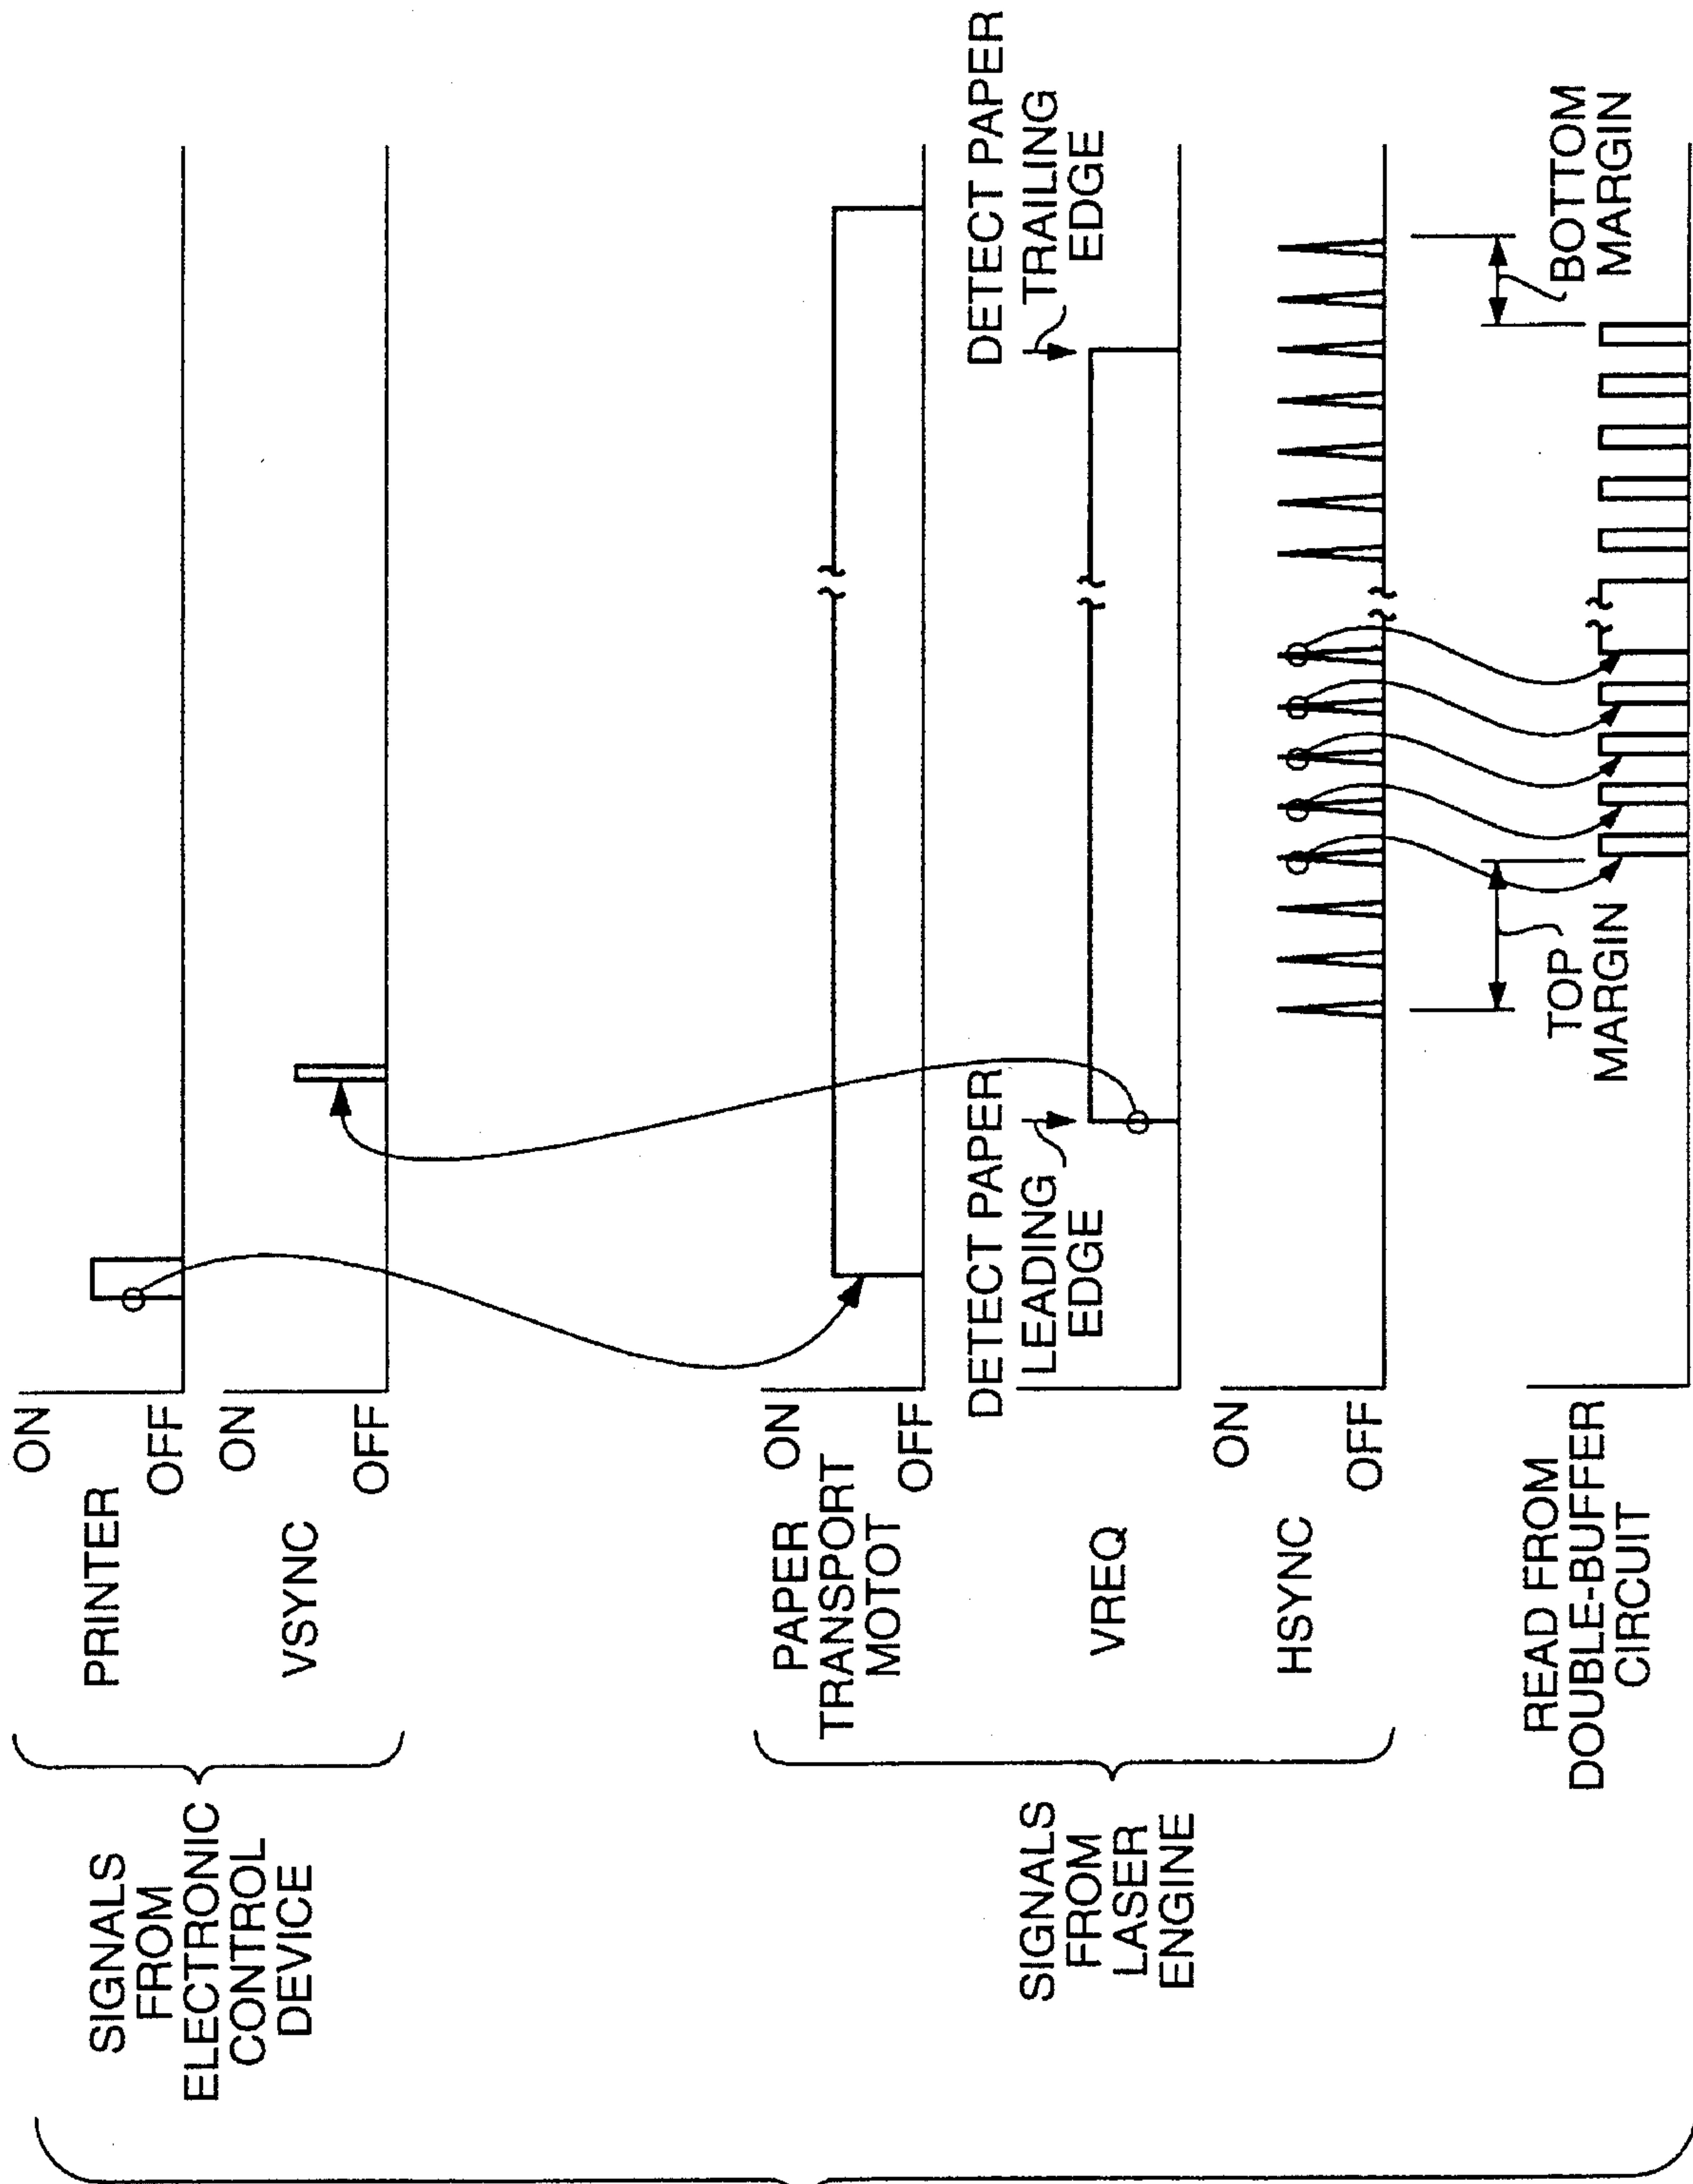 SIGNALS
FROM
ELECTRONIC
CONTROL
DEVICE
PRINTER
ON
OFF
VSYNC
ON
OFF
SIGNALS
FROM
LASER
ENGINE
PAPER
TRANSPORT
MOTOT
ON
OFF
DETECT PAPER
LEADING
EDGE
DETECT PAPER
TRAILING
EDGE
VREQ
HSYNC
ON
OFF
TOP
MARGIN
BOTTOM
MARGIN
READ FROM
DOUBLE-BUFFER
CIRCUIT